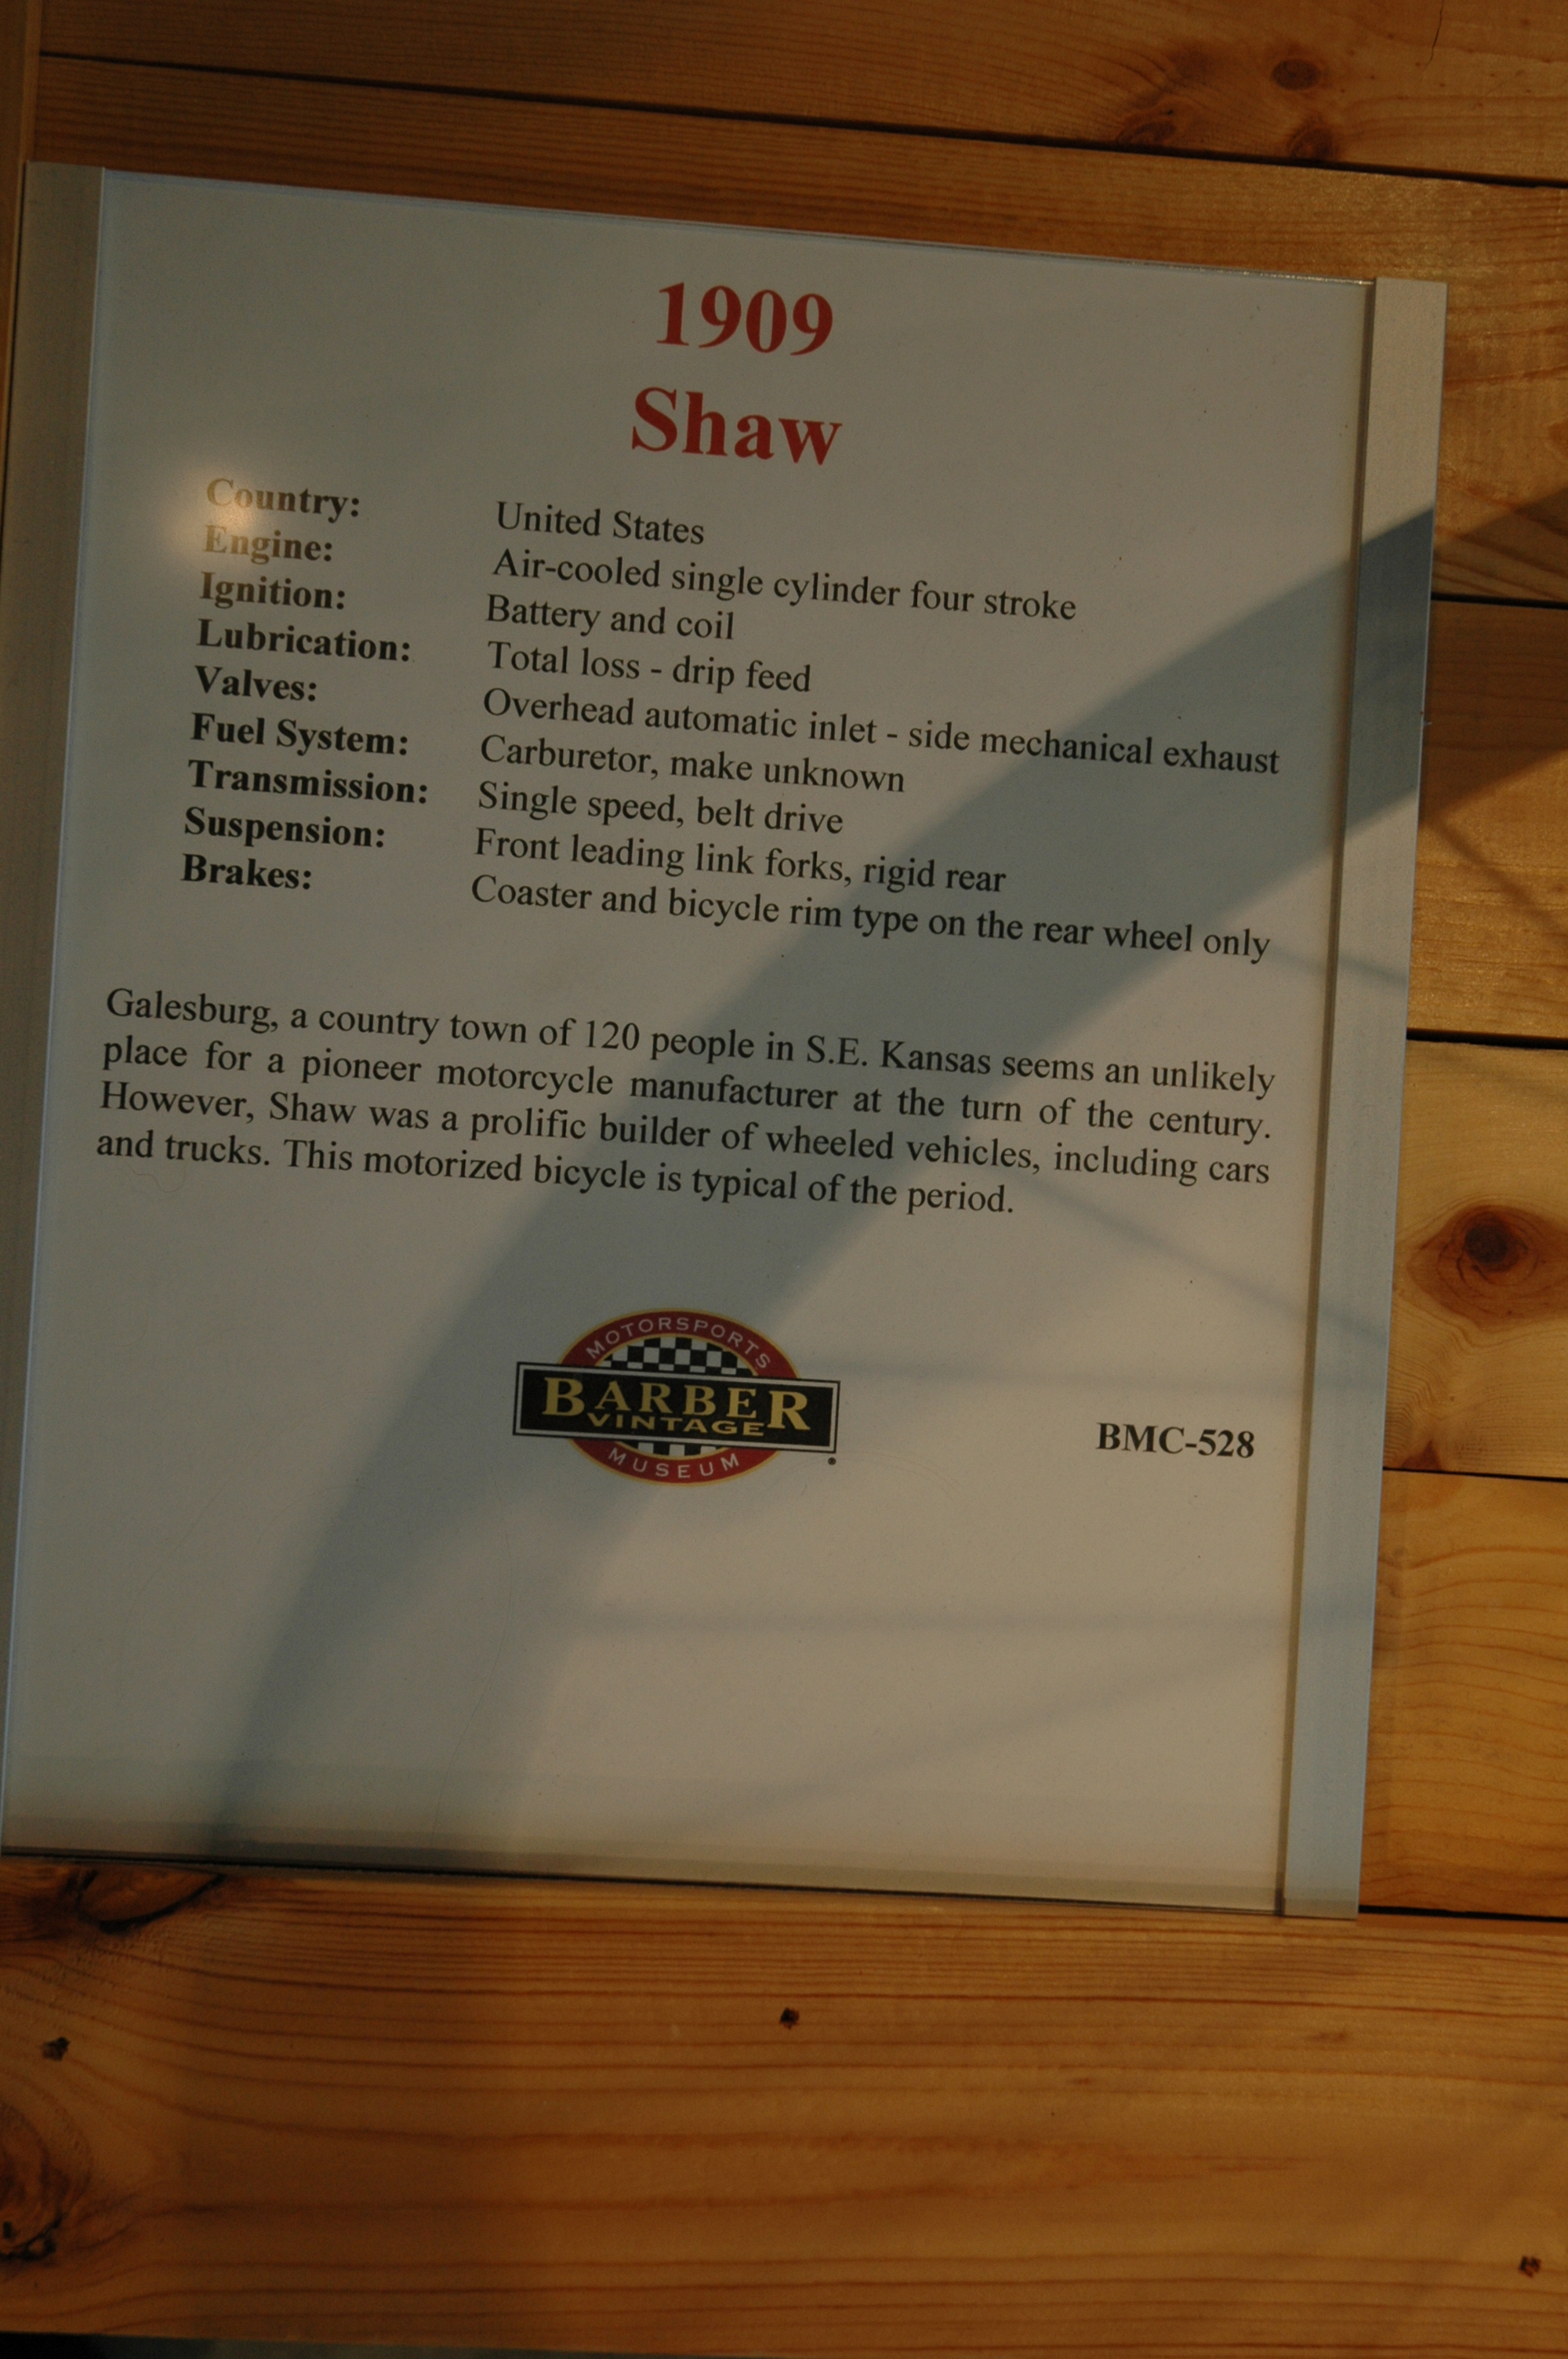 1909
Shaw
Country: United States
Engine: Air-cooled single cylinder four stroke
Ignition: Battery and coil
Lubrication: Total loss - drip feed
Valves: Overhead automatic inlet - side mechanical exhaust
Fuel System: Carburetor, make unknown
Transmission: Single speed, belt drive
Suspension: Front leading link forks, rigid rear
Brakes: Coaster and bicycle rim type on the rear wheel only
Galesburg, a country town of 120 people in S.E. Kansas seems an unlikely
place for a pioneer motorcycle manufacturer at the turn of the century.
However, Shaw was a prolific builder of wheeled vehicles, including cars
and trucks. This motorized bicycle is typical of the period.
MOTORSPORTS
BARBER
VINTAGE
MUSEUM
BMC-528